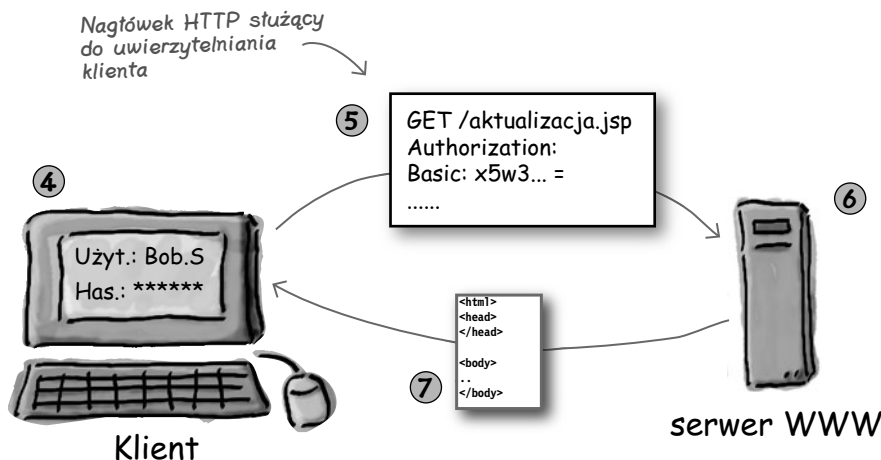 Nagłówek HTTP służący
do uwierzytelniania
klienta
5
GET /aktualizacja.jsp
Authorization:
Basic: x5w3... =
......
4
Użyt.: Bob.S
Has.: ******
6
<html>
<head>
</head>
<body>
..
</body>
7
Klient
serwer WWW